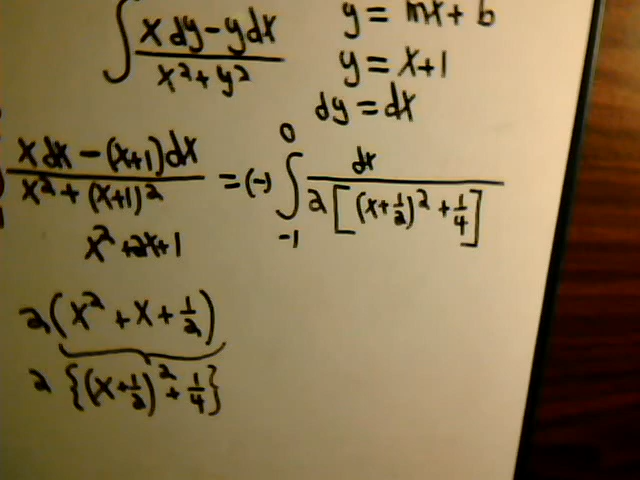 ∫ (x dy - y dx)/(x² + y²)
y = mx + b
y = x+1
dy = dx
(x dx - (x+1)dx)/(x² + (x+1)²) = (-) ∫_{-1}^{0} dx/(2[(x+1/2)² + 1/4])
x² + 2x + 1
2(x² + x + 1/2)
2 {(x+1/2)² + 1/4}